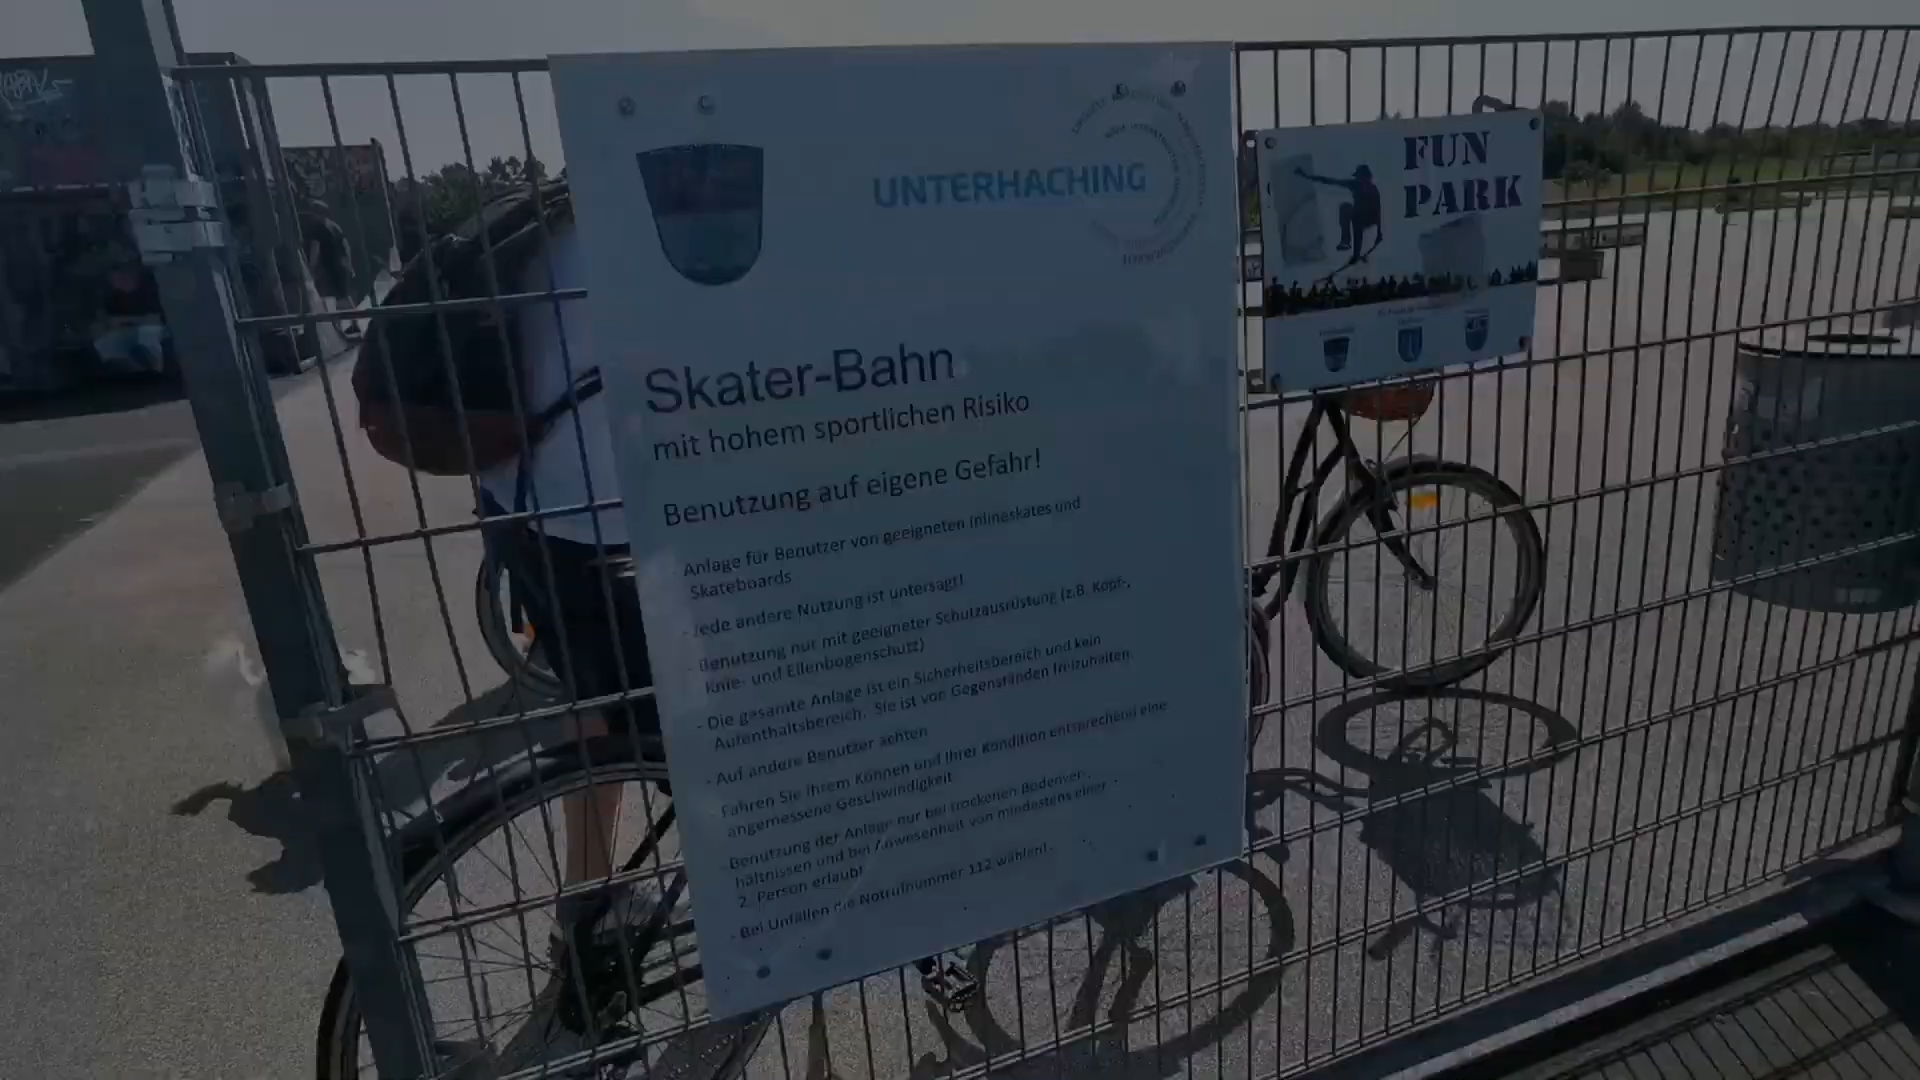 UNTERHACHING
FUN
PARK
Skater-Bahn
mit hohem sportlichen Risiko
Benutzung auf eigene Gefahr!
Anlage für Benutzer von geeigneten Inlineskates und
Skateboards
- Jede andere Nutzung ist untersagt!
- Benutzung nur mit geeigneter Schutzausrüstung (z.B. Kopf-,
Knie- und Ellenbogenschutz)
- Die gesamte Anlage ist ein Sicherheitsbereich und kein
Aufenthaltsbereich. Sie ist von Gegenständen freizuhalten.
- Auf andere Benutzer achten
- Fahren Sie Ihrem Können und Ihrer Kondition entsprechend eine
angemessene Geschwindigkeit
- Benutzung der Anlage nur bei trockenen Bodenver-
hältnissen und bei Anwesenheit von mindestens einer
2. Person erlaubt
- Bei Unfällen die Notrufnummer 112 wählen!